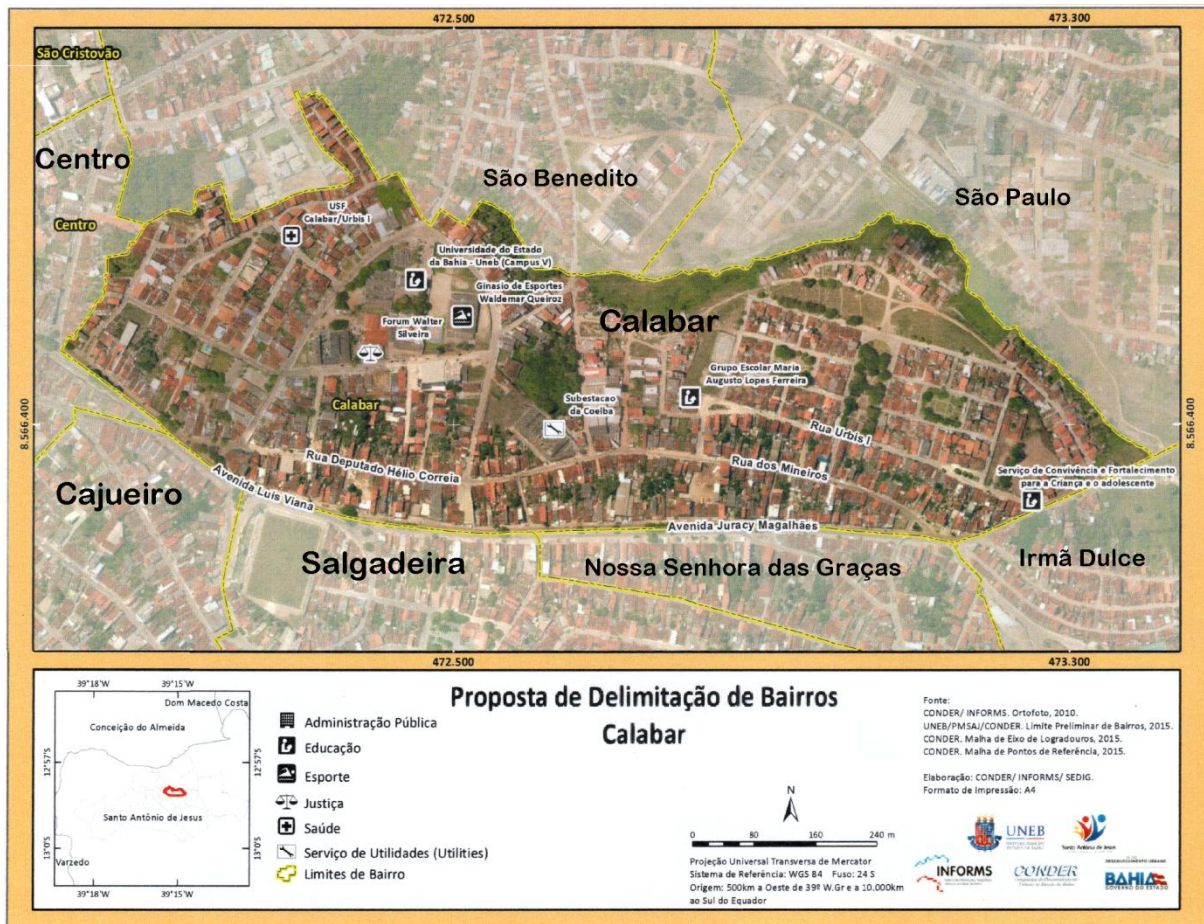 472.500
473.300
São Cristovão
Centro
Centro
São Benedito
São Paulo
USF
Calabar/Urbis I
Universidade do Estado
da Bahia - Uneb (Campus V)
Ginasio de Esportes
Waldemar Queiroz
Forum Walter
Silveira
Calabar
Grupo Escolar Maria
Augusto Lopes Ferreira
Calabar
Subestacao
da Coelba
8.566.400
8.566.400
Rua Urbis I
Rua Deputado Hélio Correia
Rua dos Mineiros
Serviço de Convivência e Fortalecimento
para a Criança e o adolescente
Cajueiro
Avenida Luis Viana
Avenida Juracy Magalhães
Salgadeira
Nossa Senhora das Graças
Irmã Dulce
472.500
473.300
39°18'W
39°15'W
Dom Macedo Costa
Conceição do Almeida
12°57'S
12°57'S
Santo Antônio de Jesus
13°0'S
13°0'S
Varzedo
39°18'W
39°15'W
Administração Pública
Educação
Esporte
Justiça
Saúde
Serviço de Utilidades (Utilities)
Limites de Bairro
Proposta de Delimitação de Bairros
Calabar
N
0 80 160 240 m
Projeção Universal Transversa de Mercator
Sistema de Referência: WGS 84 Fuso: 24 S
Origem: 500km a Oeste de 39º W.Gr e a 10.000km
ao Sul do Equador
Fonte:
CONDER/ INFORMS. Ortofoto, 2010.
UNEB/PMSAJ/CONDER. Limite Preliminar de Bairros, 2015.
CONDER. Malha de Eixo de Logradouros, 2015.
CONDER. Malha de Pontos de Referência, 2015.
Elaboração: CONDER/ INFORMS/ SEDIG.
Formato de Impressão: A4
UNEB
Santo Antônio de Jesus
INFORMS
CONDER
DESENVOLVIMENTO URBANO
BAHIA
GOVERNO DO ESTADO